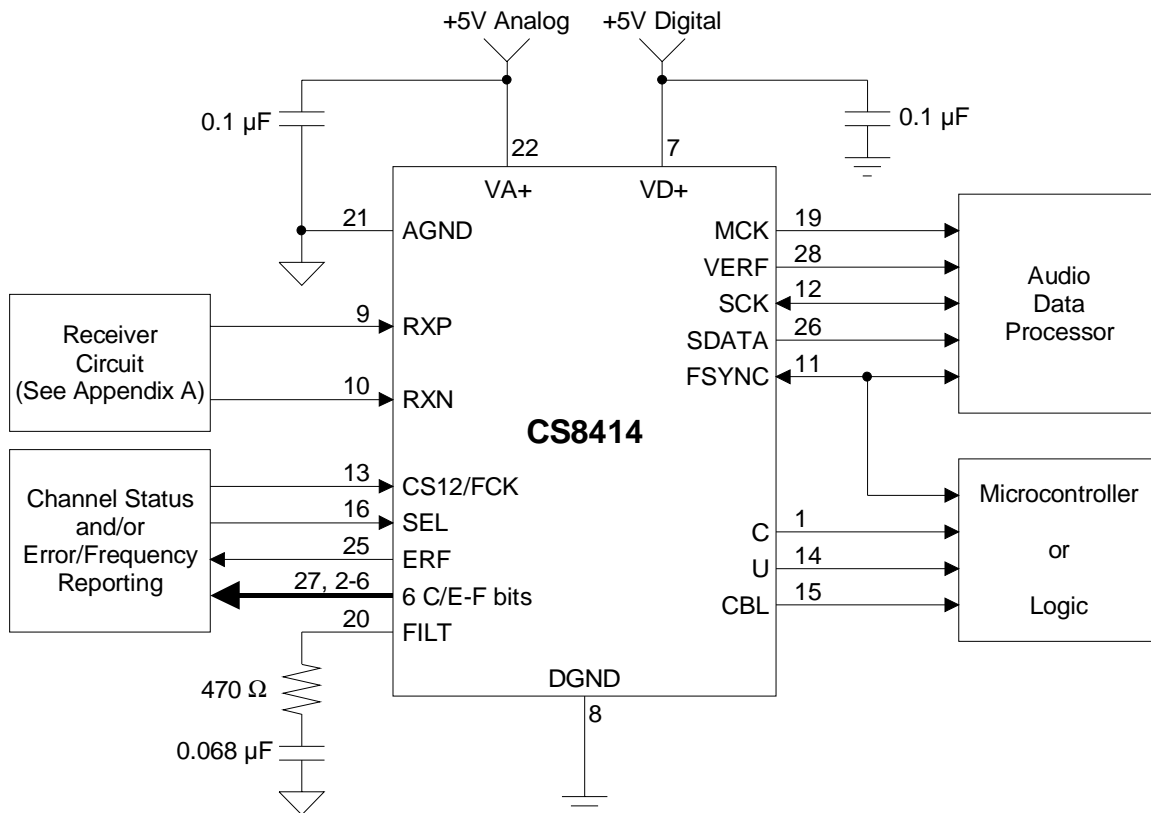 +5V Analog
+5V Digital
0.1 µF
0.1 µF
22
7
VA+
VD+
21
AGND
MCK
19
VERF
28
SCK
12
SDATA
26
FSYNC
11
Audio
Data
Processor
Receiver
Circuit
(See Appendix A)
9
RXP
10
RXN
CS8414
Channel Status
and/or
Error/Frequency
Reporting
13
CS12/FCK
16
SEL
25
ERF
27, 2-6
6 C/E-F bits
20
FILT
C
1
U
14
CBL
15
Microcontroller
or
Logic
470 Ω
0.068 µF
DGND
8